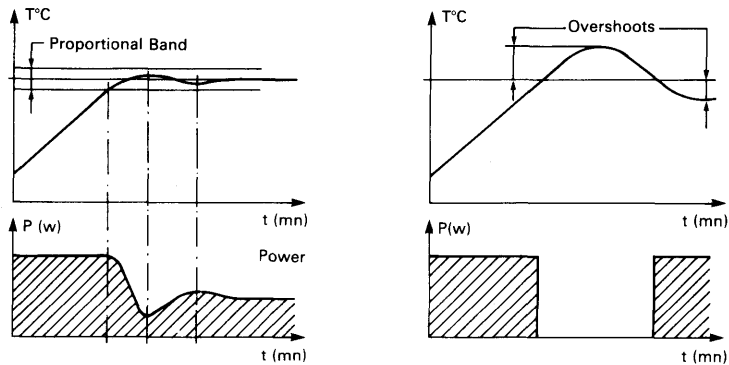 T°C
Proportional Band
t (mn)
P (w)
Power
t (mn)
T°C
Overshoots
t (mn)
P(w)
t (mn)